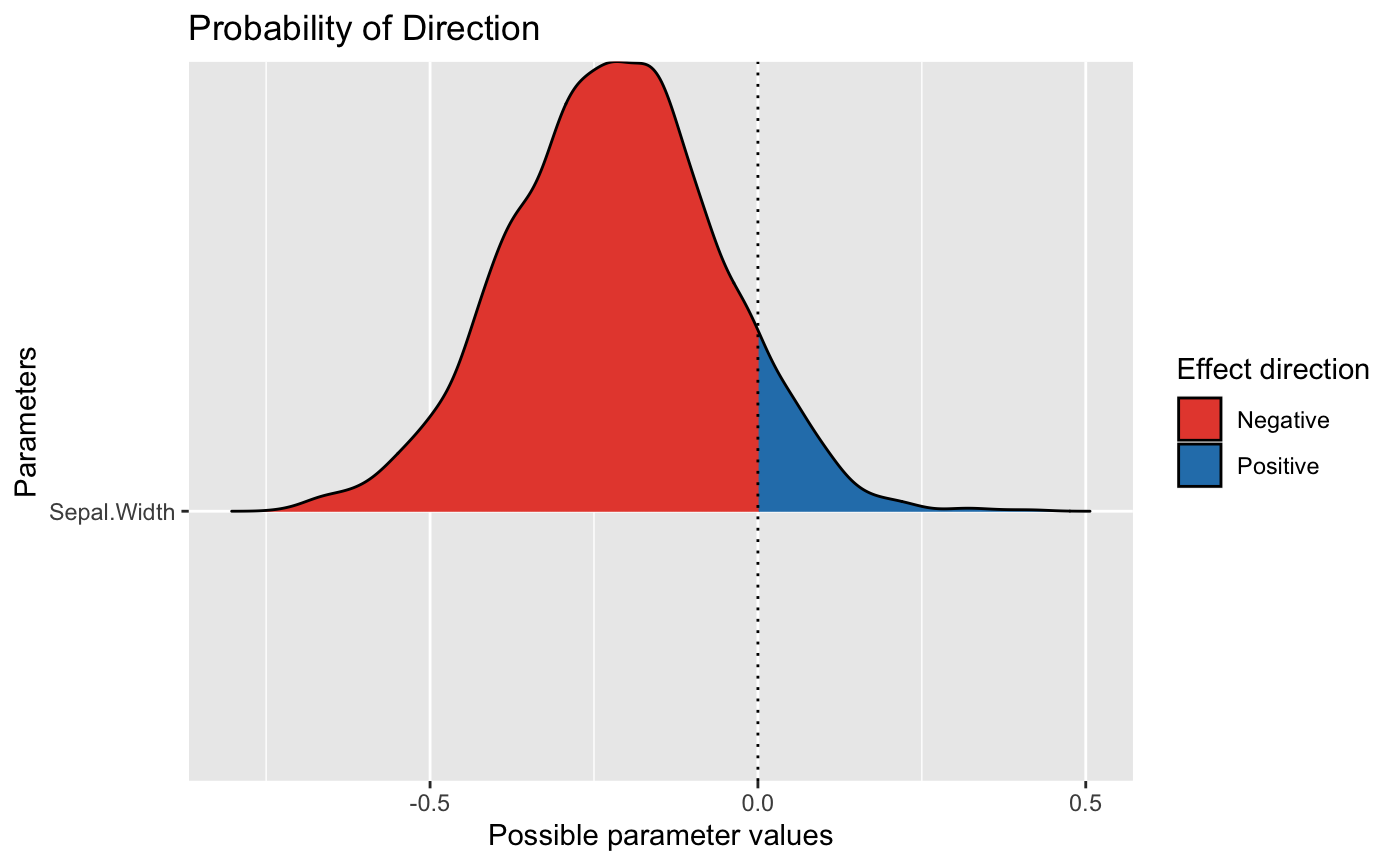 Probability of Direction
Parameters
Sepal.Width
-0.5
0.0
0.5
Possible parameter values
Effect direction
Negative
Positive